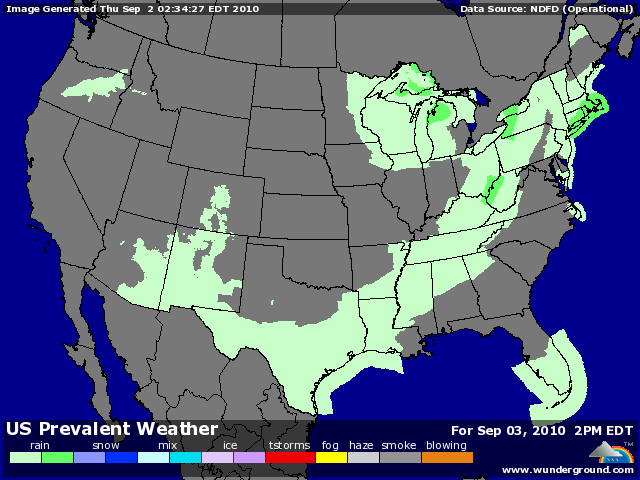 Image Generated Thu Sep 2 02:34:27 EDT 2010
Data Source: NDFD (Operational)
US Prevalent Weather
For Sep 03, 2010 2PM EDT
rain snow mix ice tstorms fog haze smoke blowing
www.wunderground.com